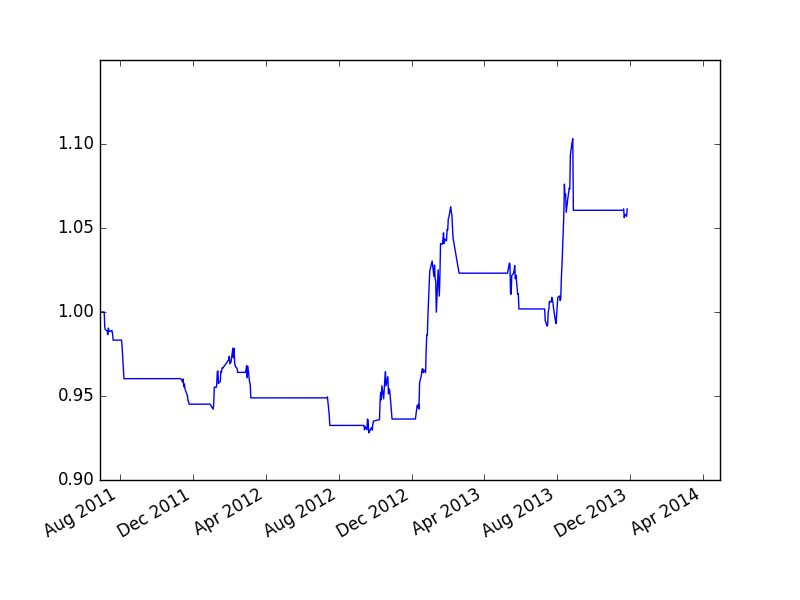 1.10
1.05
1.00
0.95
0.90
Aug 2011
Dec 2011
Apr 2012
Aug 2012
Dec 2012
Apr 2013
Aug 2013
Dec 2013
Apr 2014